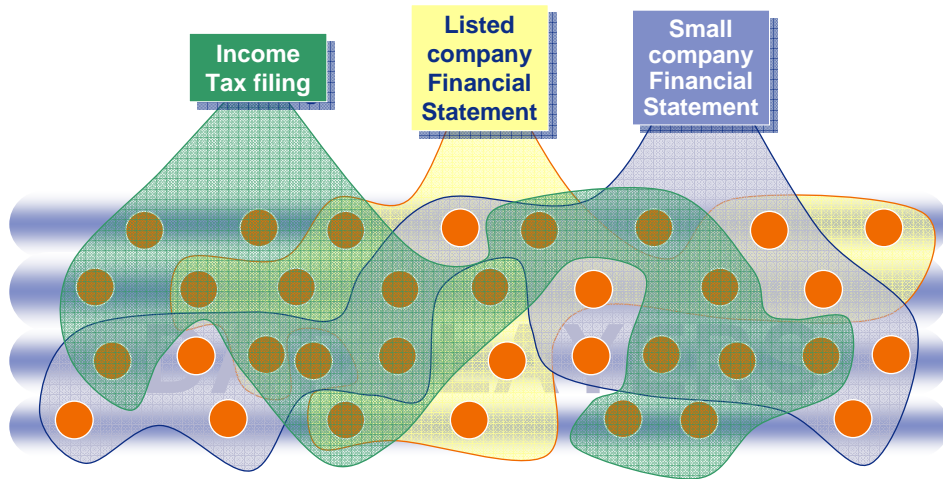 Income
Tax filing
Listed
company
Financial
Statement
Small
company
Financial
Statement